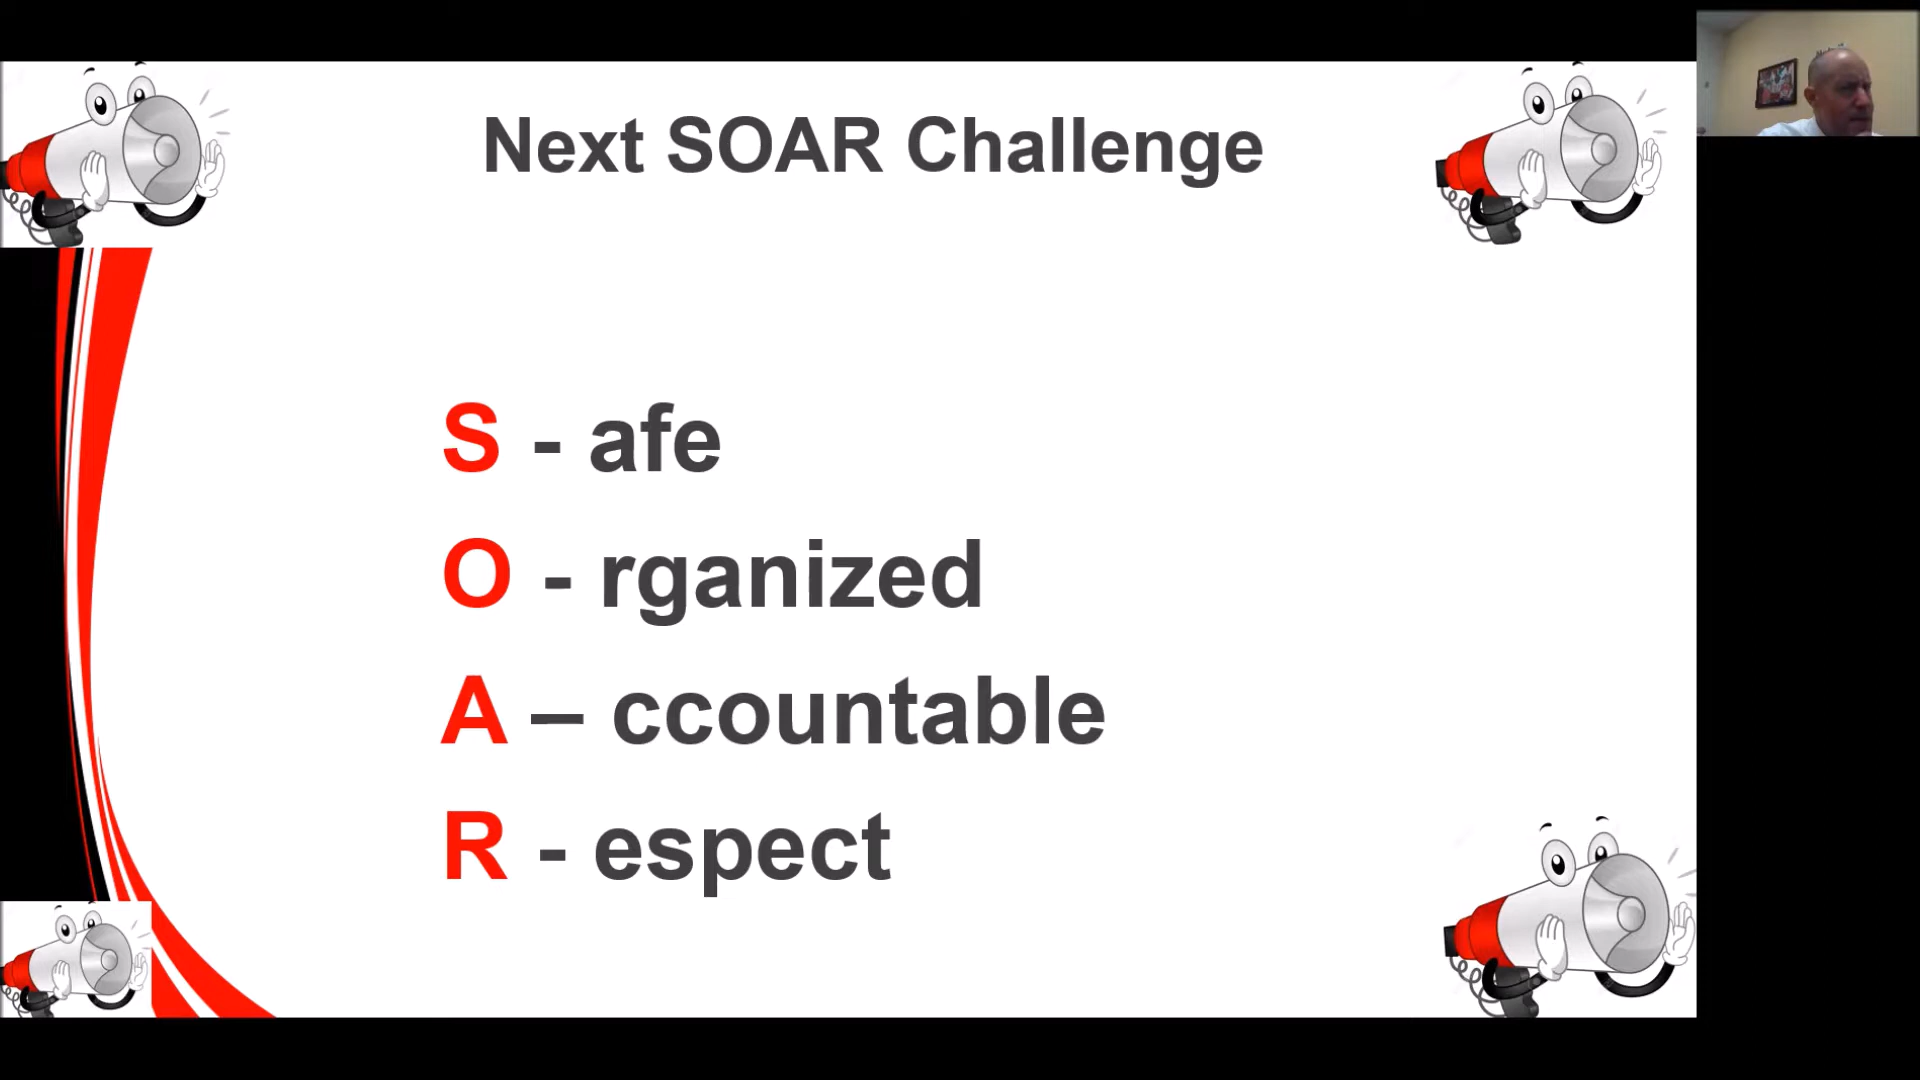 Next SOAR Challenge
S - afe
O - rganized
A – ccountable
R - espect